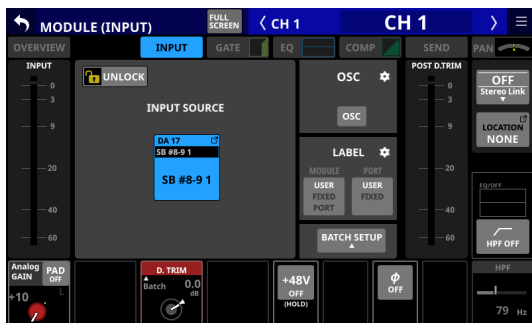 MODULE (INPUT)
FULL
SCREEN
CH 1
CH 1
OVERVIEW
INPUT
GATE
EQ
COMP
SEND
PAN
INPUT
0
3
9
20
40
60
UNLOCK
INPUT SOURCE
DA 17
SB #8-9 1
SB #8-9 1
OSC
OSC
LABEL
MODULE
PORT
USER
FIXED
PORT
USER
FIXED
BATCH SETUP
POST D.TRIM
0
3
9
20
40
60
OFF
Stereo Link
LOCATION
NONE
EQ/OFF
HPF OFF
Analog
GAIN
PAD
OFF
+10
L
D. TRIM
Batch
0.0
dB
+48V
OFF
(HOLD)
ϕ
OFF
HPF
79 Hz